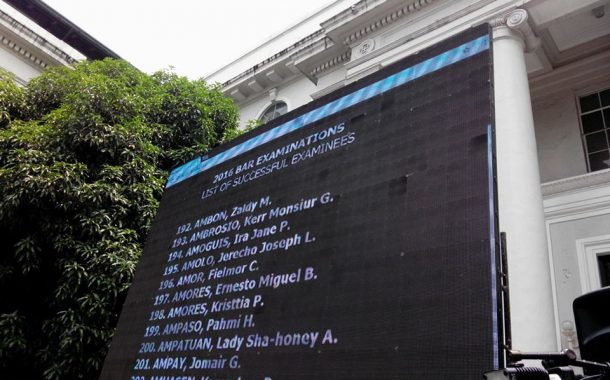 2016 BAR EXAMINATIONS
LIST OF SUCCESSFUL EXAMINEES
192. AMBON, Zaldy M.
193. AMBROSIO, Kerr Monsiur G.
194. AMOGUIS, Ira Jane P.
195. AMOLO, Jerecho Joseph L.
196. AMOR, Fielmor C.
197. AMORES, Ernesto Miguel B.
198. AMORES, Kristtia P.
199. AMPASO, Pahmi H.
200. AMPATUAN, Lady Sha-honey A.
201. AMPAY, Jomair G.